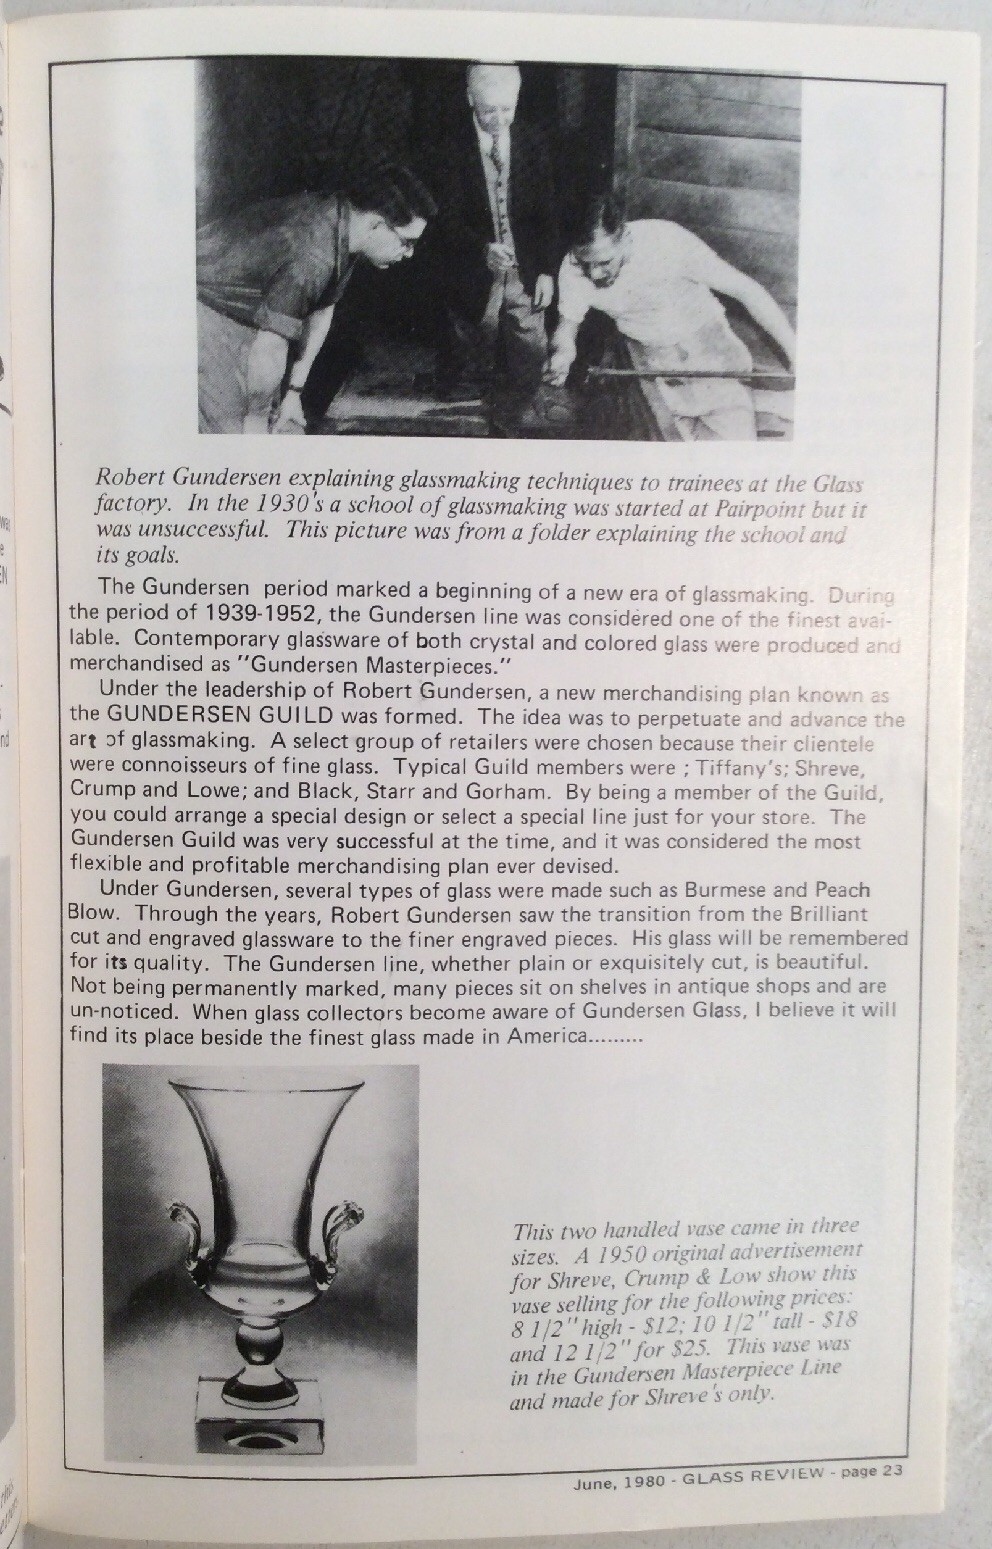 Robert Gundersen explaining glassmaking techniques to trainees at the Glass
factory. In the 1930's a school of glassmaking was started at Pairpoint but it
was unsuccessful. This picture was from a folder explaining the school and
its goals.
The Gundersen period marked a beginning of a new era of glassmaking. During
the period of 1939-1952, the Gundersen line was considered one of the finest avai-
lable. Contemporary glassware of both crystal and colored glass were produced and
merchandised as "Gundersen Masterpieces."
Under the leadership of Robert Gundersen, a new merchandising plan known as
the GUNDERSEN GUILD was formed. The idea was to perpetuate and advance the
art of glassmaking. A select group of retailers were chosen because their clientele
were connoisseurs of fine glass. Typical Guild members were ; Tiffany's; Shreve,
Crump and Lowe; and Black, Starr and Gorham. By being a member of the Guild,
you could arrange a special design or select a special line just for your store. The
Gundersen Guild was very successful at the time, and it was considered the most
flexible and profitable merchandising plan ever devised.
Under Gundersen, several types of glass were made such as Burmese and Peach
Blow. Through the years, Robert Gundersen saw the transition from the Brilliant
cut and engraved glassware to the finer engraved pieces. His glass will be remembered
for its quality. The Gundersen line, whether plain or exquisitely cut, is beautiful.
Not being permanently marked, many pieces sit on shelves in antique shops and are
un-noticed. When glass collectors become aware of Gundersen Glass, I believe it will
find its place beside the finest glass made in America.........
This two handled vase came in three
sizes. A 1950 original advertisement
for Shreve, Crump & Low show this
vase selling for the following prices:
8 1/2" high - $12; 10 1/2" tall - $18
and 12 1/2" for $25. This vase was
in the Gundersen Masterpiece Line
and made for Shreve's only.
June, 1980 - GLASS REVIEW - page 23